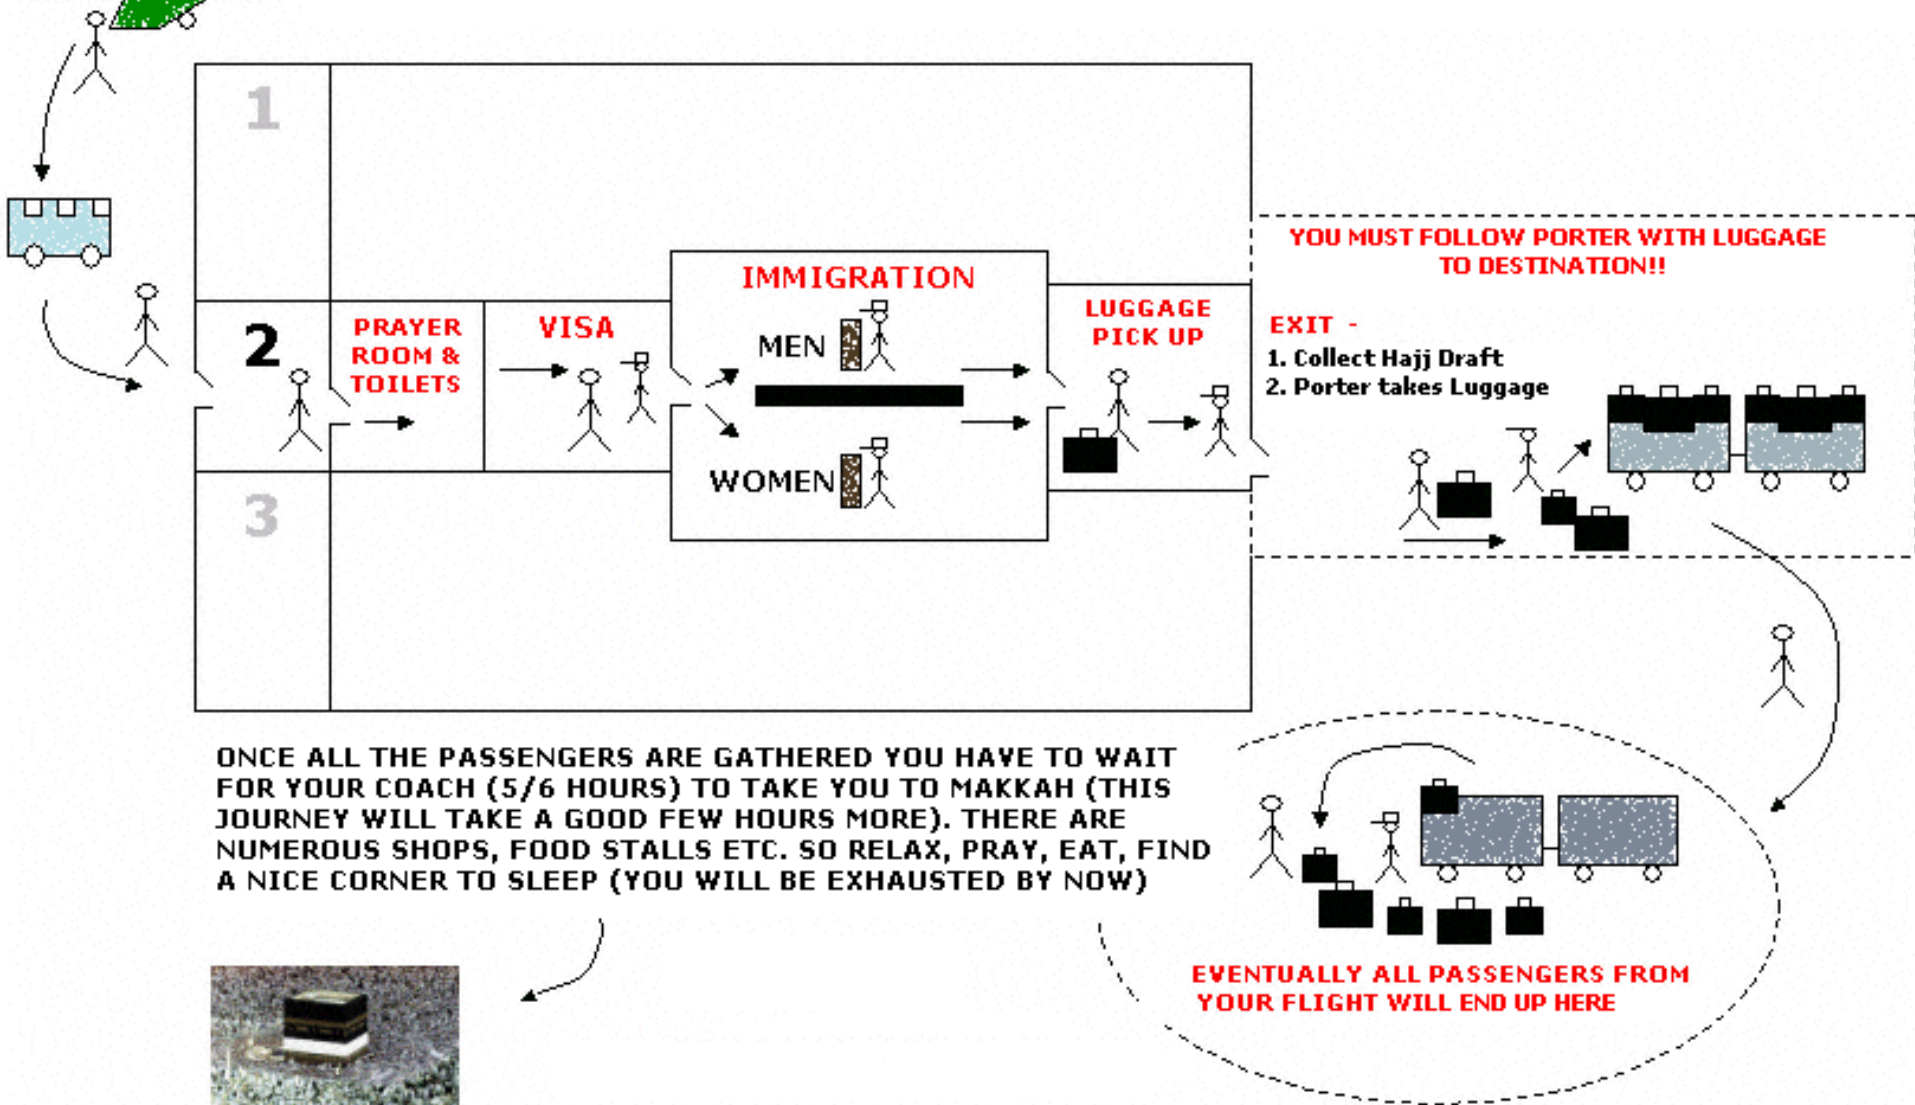 1
2
3
PRAYER
ROOM &
TOILETS
VISA
IMMIGRATION
MEN
WOMEN
LUGGAGE
PICK UP
YOU MUST FOLLOW PORTER WITH LUGGAGE
TO DESTINATION!!
EXIT -
1. Collect Hajj Draft
2. Porter takes Luggage
ONCE ALL THE PASSENGERS ARE GATHERED YOU HAVE TO WAIT
FOR YOUR COACH (5/6 HOURS) TO TAKE YOU TO MAKKAH (THIS
JOURNEY WILL TAKE A GOOD FEW HOURS MORE). THERE ARE
NUMEROUS SHOPS, FOOD STALLS ETC. SO RELAX, PRAY, EAT, FIND
A NICE CORNER TO SLEEP (YOU WILL BE EXHAUSTED BY NOW)
EVENTUALLY ALL PASSENGERS FROM
YOUR FLIGHT WILL END UP HERE